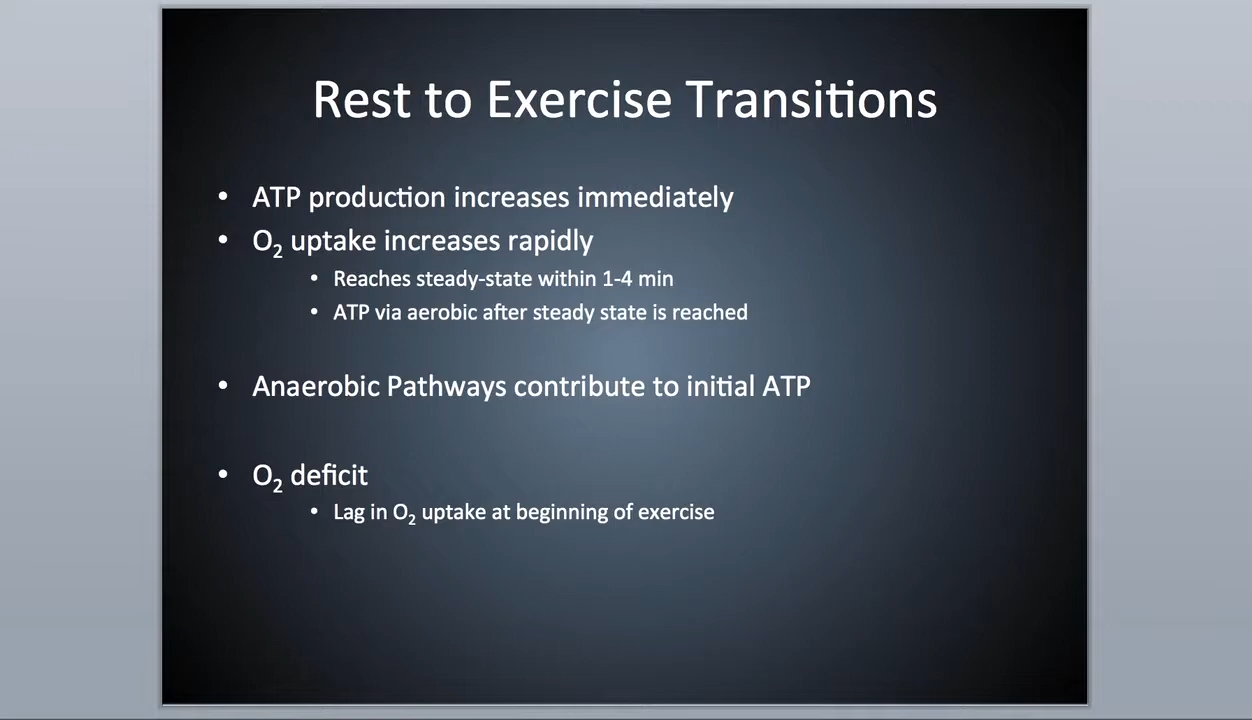 Rest to Exercise Transitions
• ATP production increases immediately
• O₂ uptake increases rapidly
• Reaches steady-state within 1-4 min
• ATP via aerobic after steady state is reached
• Anaerobic Pathways contribute to initial ATP
• O₂ deficit
• Lag in O₂ uptake at beginning of exercise